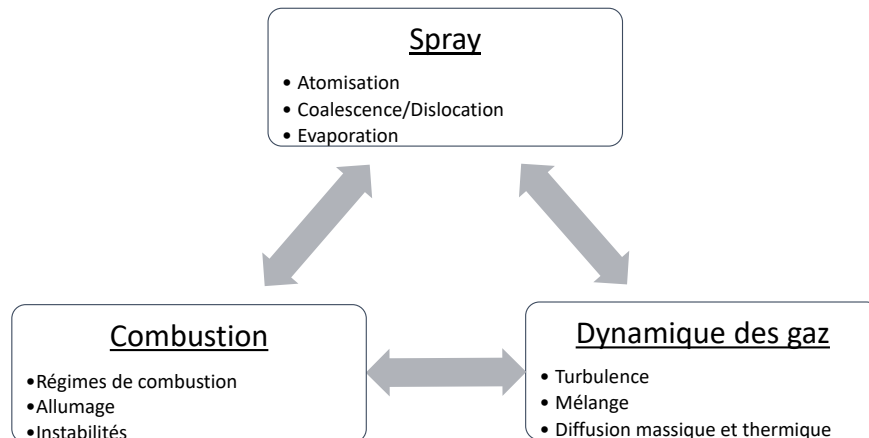 Spray
• Atomisation
• Coalescence/Dislocation
• Evaporation
Combustion
•Régimes de combustion
•Allumage
•Instabilités
Dynamique des gaz
• Turbulence
• Mélange
• Diffusion massique et thermique